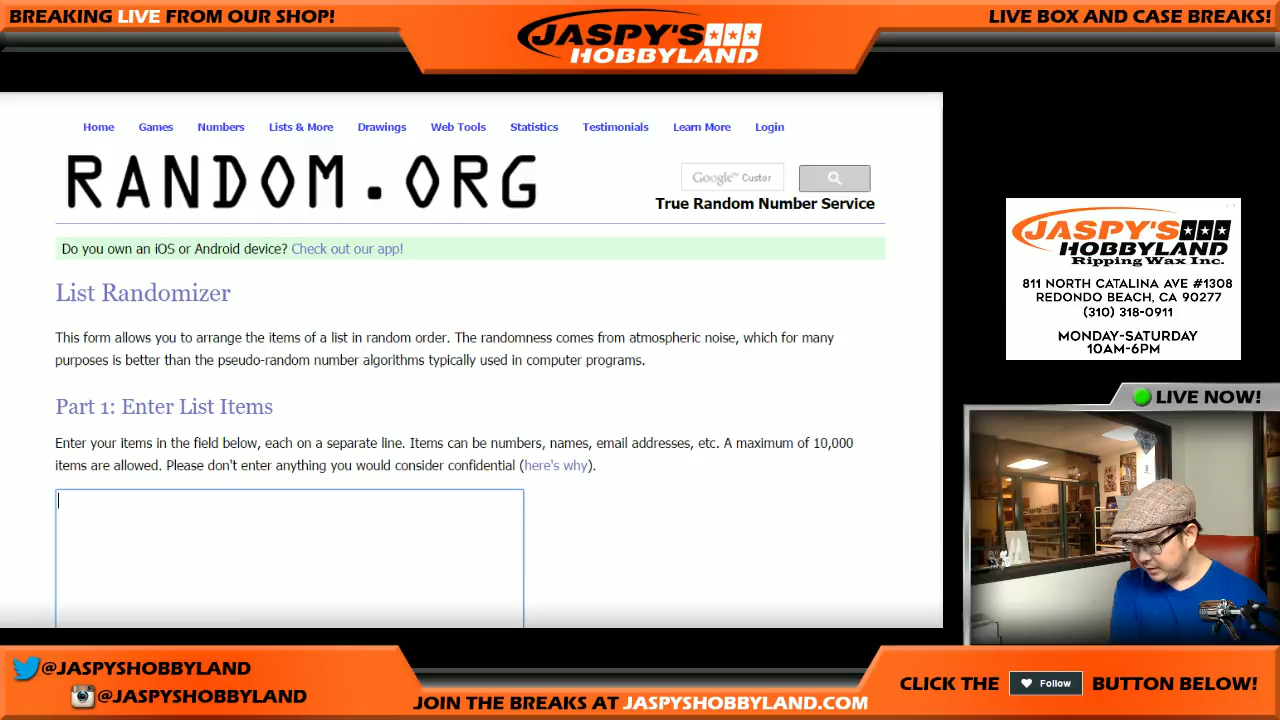 BREAKING LIVE FROM OUR SHOP!
JASPY'S
HOBBYLAND
LIVE BOX AND CASE BREAKS!
Home Games Numbers Lists & More Drawings Web Tools Statistics Testimonials Learn More Login
RANDOM.ORG
Google™ Custor
True Random Number Service
Do you own an iOS or Android device? Check out our app!
List Randomizer
This form allows you to arrange the items of a list in random order. The randomness comes from atmospheric noise, which for many
purposes is better than the pseudo-random number algorithms typically used in computer programs.
Part 1: Enter List Items
Enter your items in the field below, each on a separate line. Items can be numbers, names, email addresses, etc. A maximum of 10,000
items are allowed. Please don't enter anything you would consider confidential (here's why).
JASPY'S
HOBBYLAND
Ripping Wax Inc.
811 NORTH CATALINA AVE #1308
REDONDO BEACH, CA 90277
(310) 318-0911
MONDAY-SATURDAY
10AM-6PM
LIVE NOW!
@JASPYSHOBBYLAND
@JASPYSHOBBYLAND
JOIN THE BREAKS AT JASPYSHOBBYLAND.COM
CLICK THE Follow BUTTON BELOW!